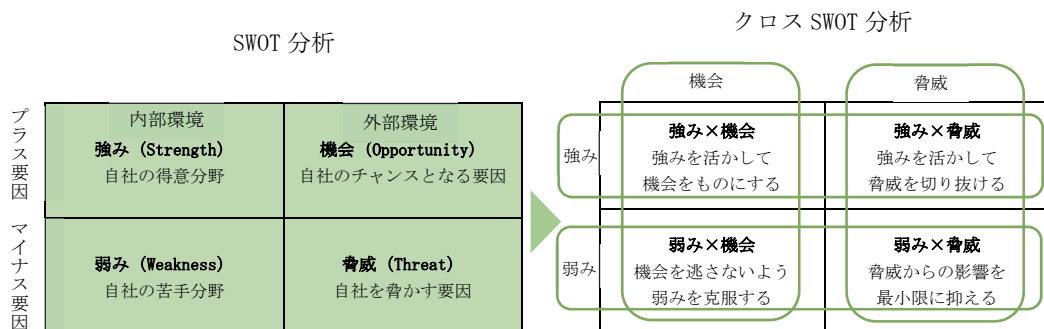 SWOT 分析
プラス要因
マイナス要因
内部環境
強み (Strength)
自社の得意分野
外部環境
機会 (Opportunity)
自社のチャンスとなる要因
弱み (Weakness)
自社の苦手分野
脅威 (Threat)
自社を脅かす要因
クロス SWOT 分析
機会
脅威
強み
強み×機会
強みを活かして
機会をものにする
強み×脅威
強みを活かして
脅威を切り抜ける
弱み
弱み×機会
機会を逃さないよう
弱みを克服する
弱み×脅威
脅威からの影響を
最小限に抑える